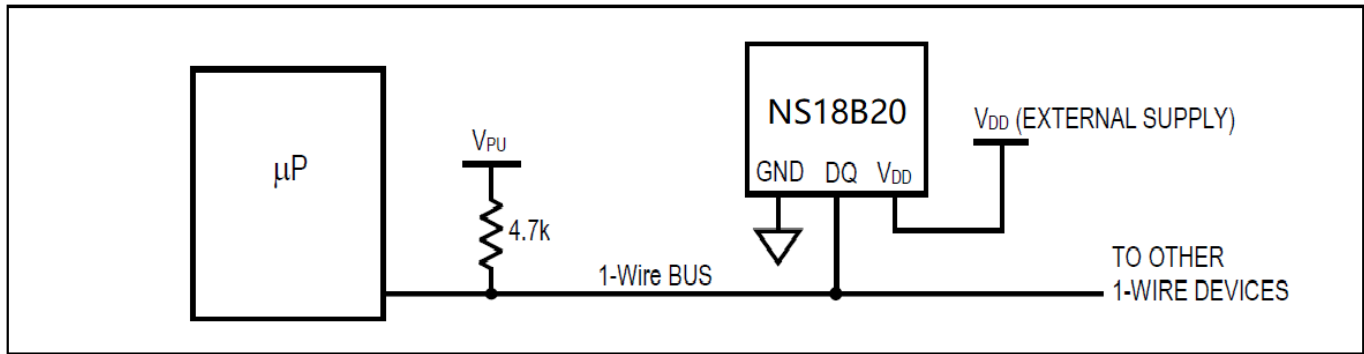 μP
VPU
4.7k
1-Wire BUS
NS18B20
GND DQ VDD
VDD (EXTERNAL SUPPLY)
TO OTHER
1-WIRE DEVICES